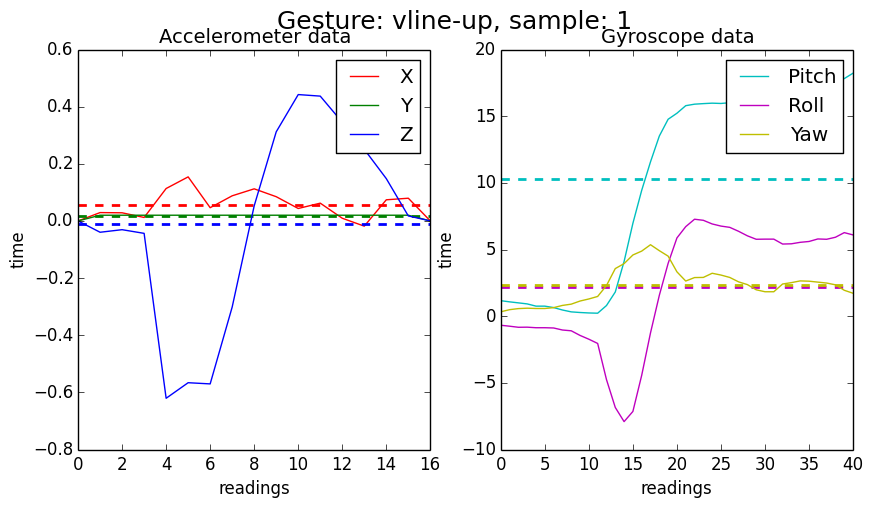 Gesture: vline-up, sample: 1
Accelerometer data
0.6
0.4
0.2
0.0
−0.2
−0.4
−0.6
−0.8
time
0 2 4 6 8 10 12 14 16
readings
X
Y
Z
Gyroscope data
20
15
10
5
0
−5
−10
time
0 5 10 15 20 25 30 35 40
readings
Pitch
Roll
Yaw